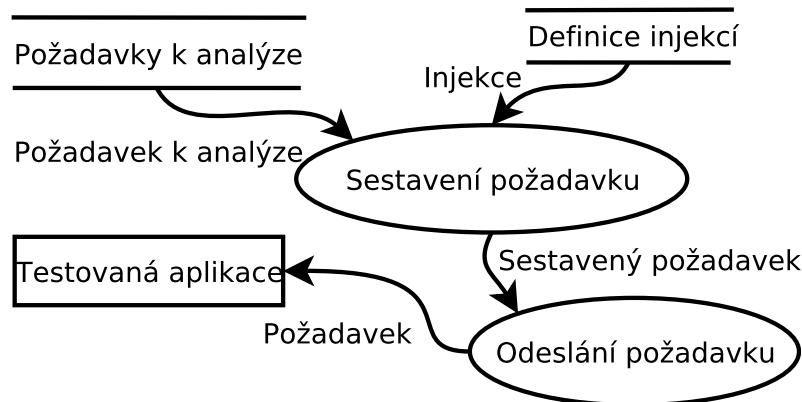 Požadavky k analýze
Definice injekcí
Injekce
Požadavek k analýze
Sestavení požadavku
Sestavený požadavek
Testovaná aplikace
Požadavek
Odeslání požadavku